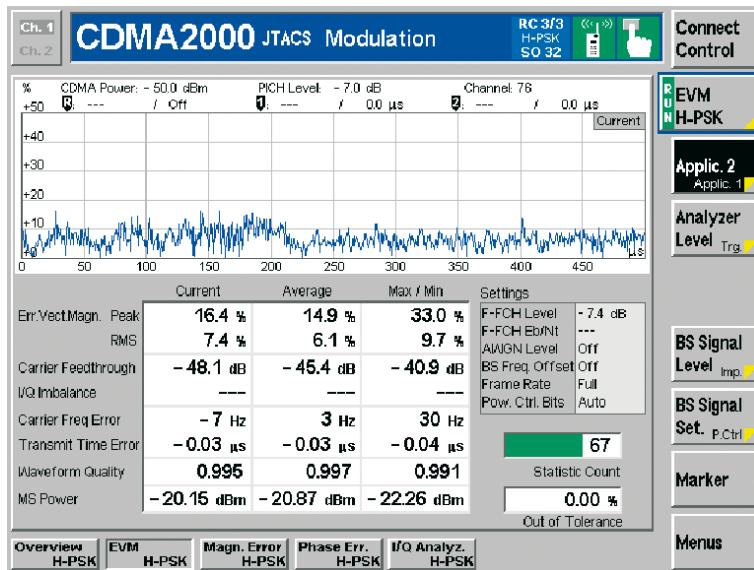 Ch. 1
Ch. 2
CDMA2000 JTACS Modulation
RC 3/3
H-PSK
SO 32
Connect
Control
% CDMA Power: – 50.0 dBm PICH Level: – 7.0 dB Channel: 76
R: --- / Off 1: --- / 0.0 µs 2: --- / 0.0 µs
Current
+50
+40
+30
+20
+10
+0
0 50 100 150 200 250 300 350 400 450 µs
RUN
EVM
H-PSK
Applic. 2
Applic. 1
Analyzer
Level Trg.
BS Signal
Level Imp.
BS Signal
Set. P.Ctrl
Marker
Menus
Current Average Max / Min
Err.Vect.Magn. Peak 16.4 % 14.9 % 33.0 %
RMS 7.4 % 6.1 % 9.7 %
Carrier Feedthrough – 48.1 dB – 45.4 dB – 40.9 dB
I/Q Imbalance --- --- ---
Carrier Freq Error – 7 Hz 3 Hz 30 Hz
Transmit Time Error – 0.03 µs – 0.03 µs – 0.04 µs
Waveform Quality 0.995 0.997 0.991
MS Power – 20.15 dBm – 20.87 dBm – 22.26 dBm
Settings
F-FCH Level - 7.4 dB
F-FCH Eb/Nt ---
AWGN Level Off
BS Freq. Offset Off
Frame Rate Full
Pow. Ctrl. Bits Auto
67
Statistic Count
0.00 %
Out of Tolerance
Overview
H-PSK
EVM
H-PSK
Magn. Error
H-PSK
Phase Err.
H-PSK
I/Q Analyz.
H-PSK